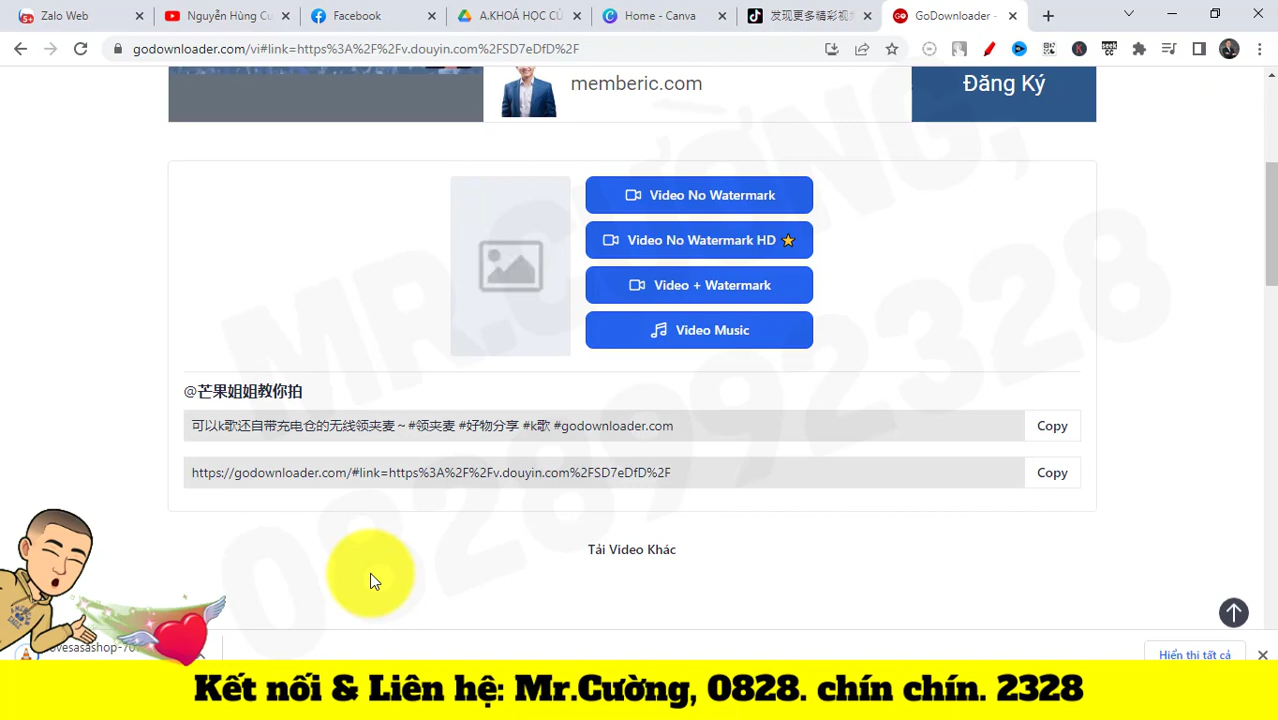 Zalo Web
Nguyễn Hùng Cư
Facebook
A.KHOÁ HỌC CỦ
Home - Canva
发现更多精彩视频
GoDownloader -
godownloader.com/vi#link=https%3A%2F%2Fv.douyin.com%2FSD7eDfD%2F
memberic.com
Đăng Ký
Video No Watermark
Video No Watermark HD
Video + Watermark
Video Music
@芒果姐姐教你拍
可以k歌还自带充电仓的无线领夹麦～#领夹麦 #好物分享 #k歌 #godownloader.com
Copy
https://godownloader.com/#link=https%3A%2F%2Fv.douyin.com%2FSD7eDfD%2F
Copy
Tải Video Khác
MR.CƯỜNG,
0828992328
Hiển thị tất cả
Kết nối & Liên hệ: Mr.Cường, 0828. chín chín. 2328